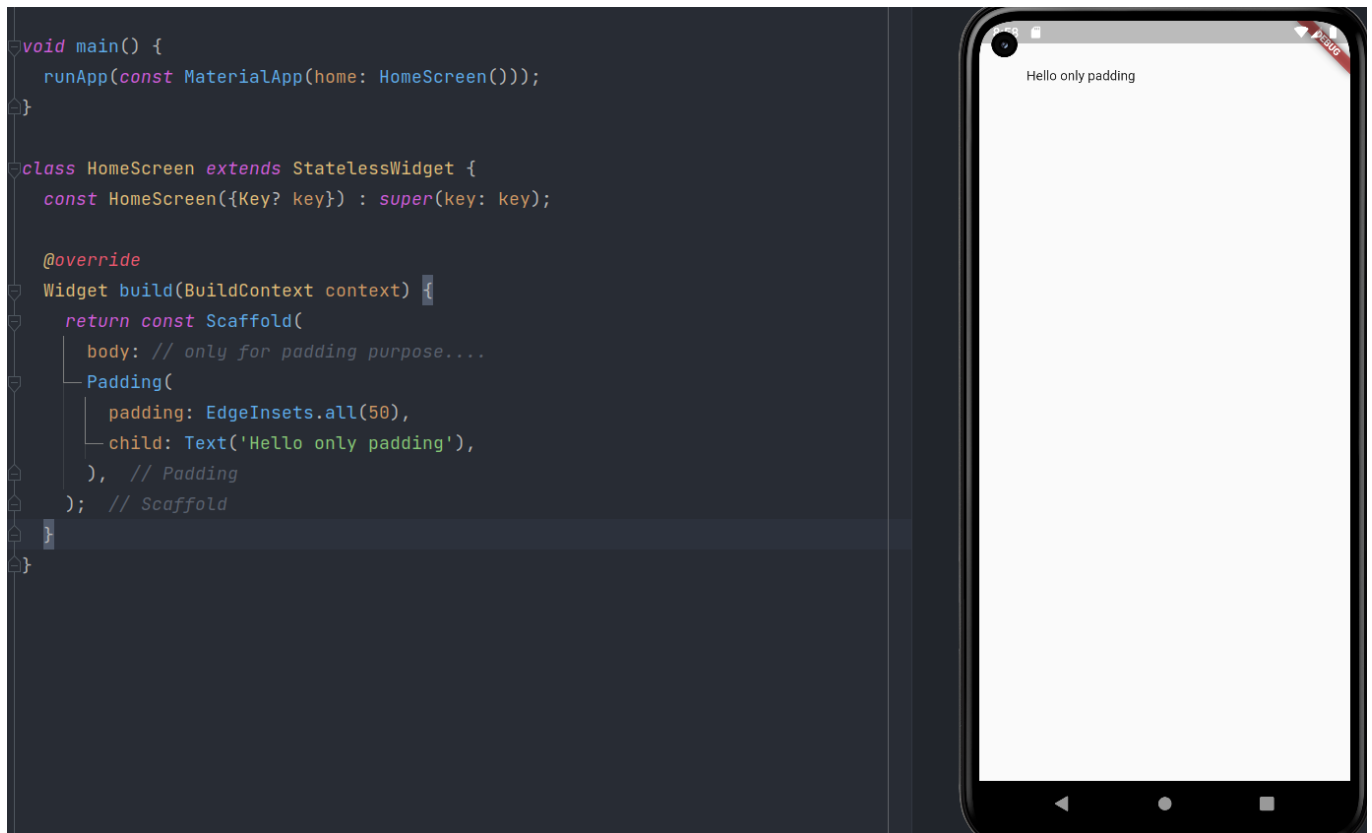 void main() {
runApp(const MaterialApp(home: HomeScreen()));
}
class HomeScreen extends StatelessWidget {
const HomeScreen({Key? key}) : super(key: key);
@override
Widget build(BuildContext context) {
return const Scaffold(
body: // only for padding purpose....
Padding(
padding: EdgeInsets.all(50),
child: Text('Hello only padding'),
), // Padding
); // Scaffold
}
}
DEBUG
Hello only padding